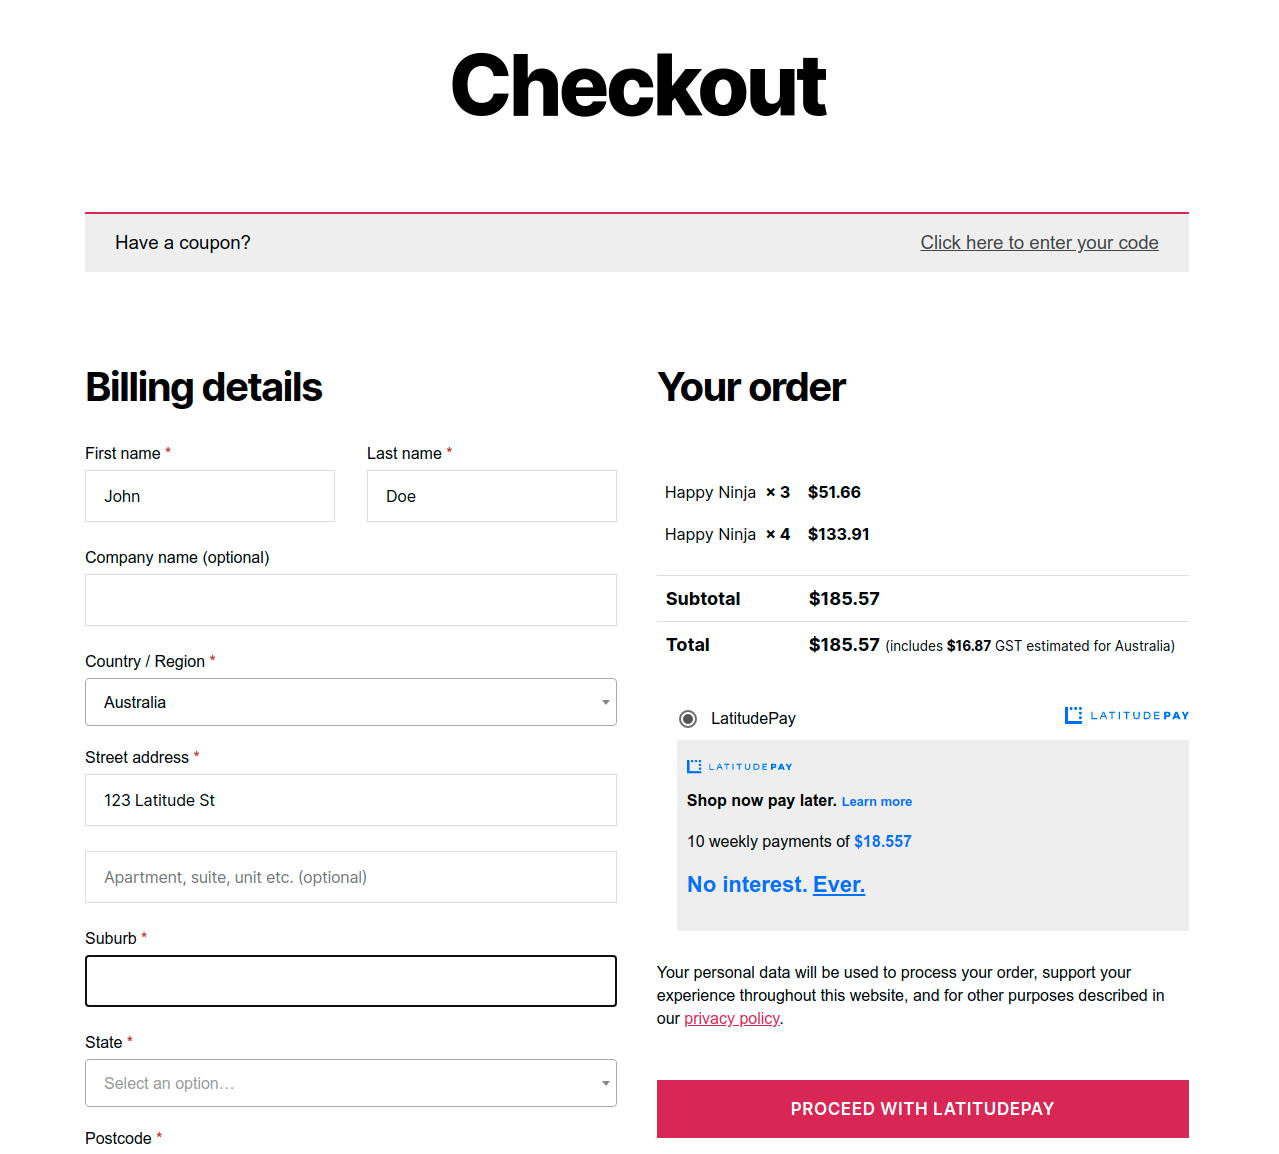 Checkout
Have a coupon? Click here to enter your code
Billing details
First name * Last name *
John Doe
Company name (optional)
Country / Region *
Australia
Street address *
123 Latitude St
Apartment, suite, unit etc. (optional)
Suburb *
State *
Select an option…
Postcode *
Your order
Happy Ninja × 3 $51.66
Happy Ninja × 4 $133.91
Subtotal $185.57
Total $185.57 (includes $16.87 GST estimated for Australia)
LatitudePay LATITUDEPAY
LATITUDEPAY
Shop now pay later. Learn more
10 weekly payments of $18.557
No interest. Ever.
Your personal data will be used to process your order, support your
experience throughout this website, and for other purposes described in
our privacy policy.
PROCEED WITH LATITUDEPAY